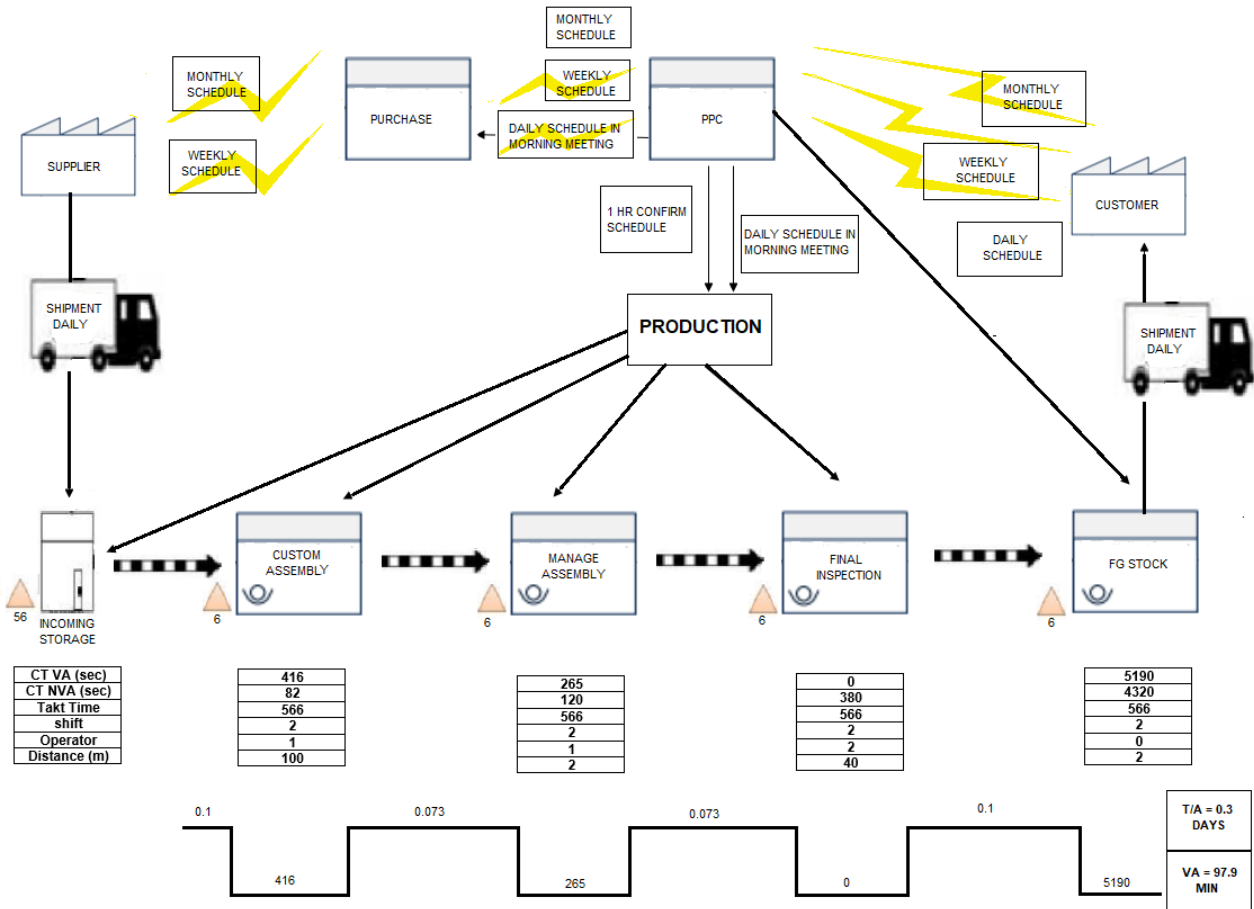 MONTHLY
SCHEDULE
MONTHLY
SCHEDULE
WEEKLY
SCHEDULE
PURCHASE
WEEKLY
SCHEDULE
DAILY SCHEDULE IN
MORNING MEETING
PPC
MONTHLY
SCHEDULE
WEEKLY
SCHEDULE
SUPPLIER
CUSTOMER
1 HR CONFIRM
SCHEDULE
DAILY SCHEDULE IN
MORNING MEETING
DAILY
SCHEDULE
SHIPMENT
DAILY
PRODUCTION
SHIPMENT
DAILY
56
INCOMING
STORAGE
CUSTOM
ASSEMBLY
6
MANAGE
ASSEMBLY
6
FINAL
INSPECTION
6
FG STOCK
6
CT VA (sec)
CT NVA (sec)
Takt Time
shift
Operator
Distance (m)
416
82
566
2
1
100
265
120
566
2
1
2
0
380
566
2
2
40
5190
4320
566
2
0
2
0.1
0.073
0.073
0.1
416
265
0
5190
T/A = 0.3
DAYS
VA = 97.9
MIN